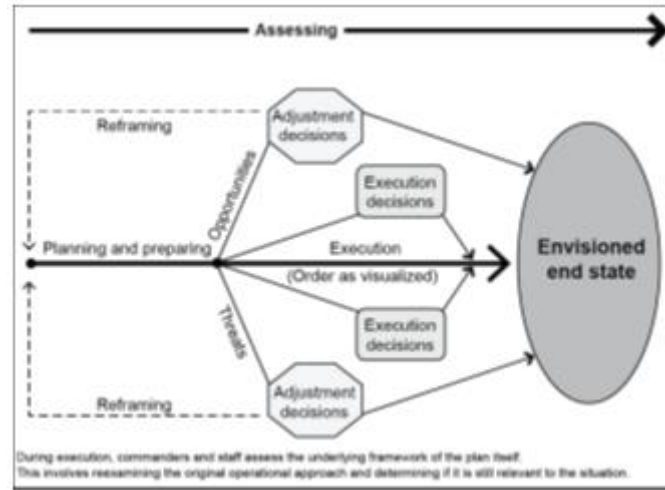 Assessing
Reframing
Adjustment
decisions
Opportunities
Execution
decisions
Planning and preparing
Execution
(Order as visualized)
Envisioned
end state
Threats
Execution
decisions
Reframing
Adjustment
decisions
During execution, commanders and staff assess the underlying framework of the plan itself.
This involves reexamining the original operational approach and determining if it is still relevant to the situation.